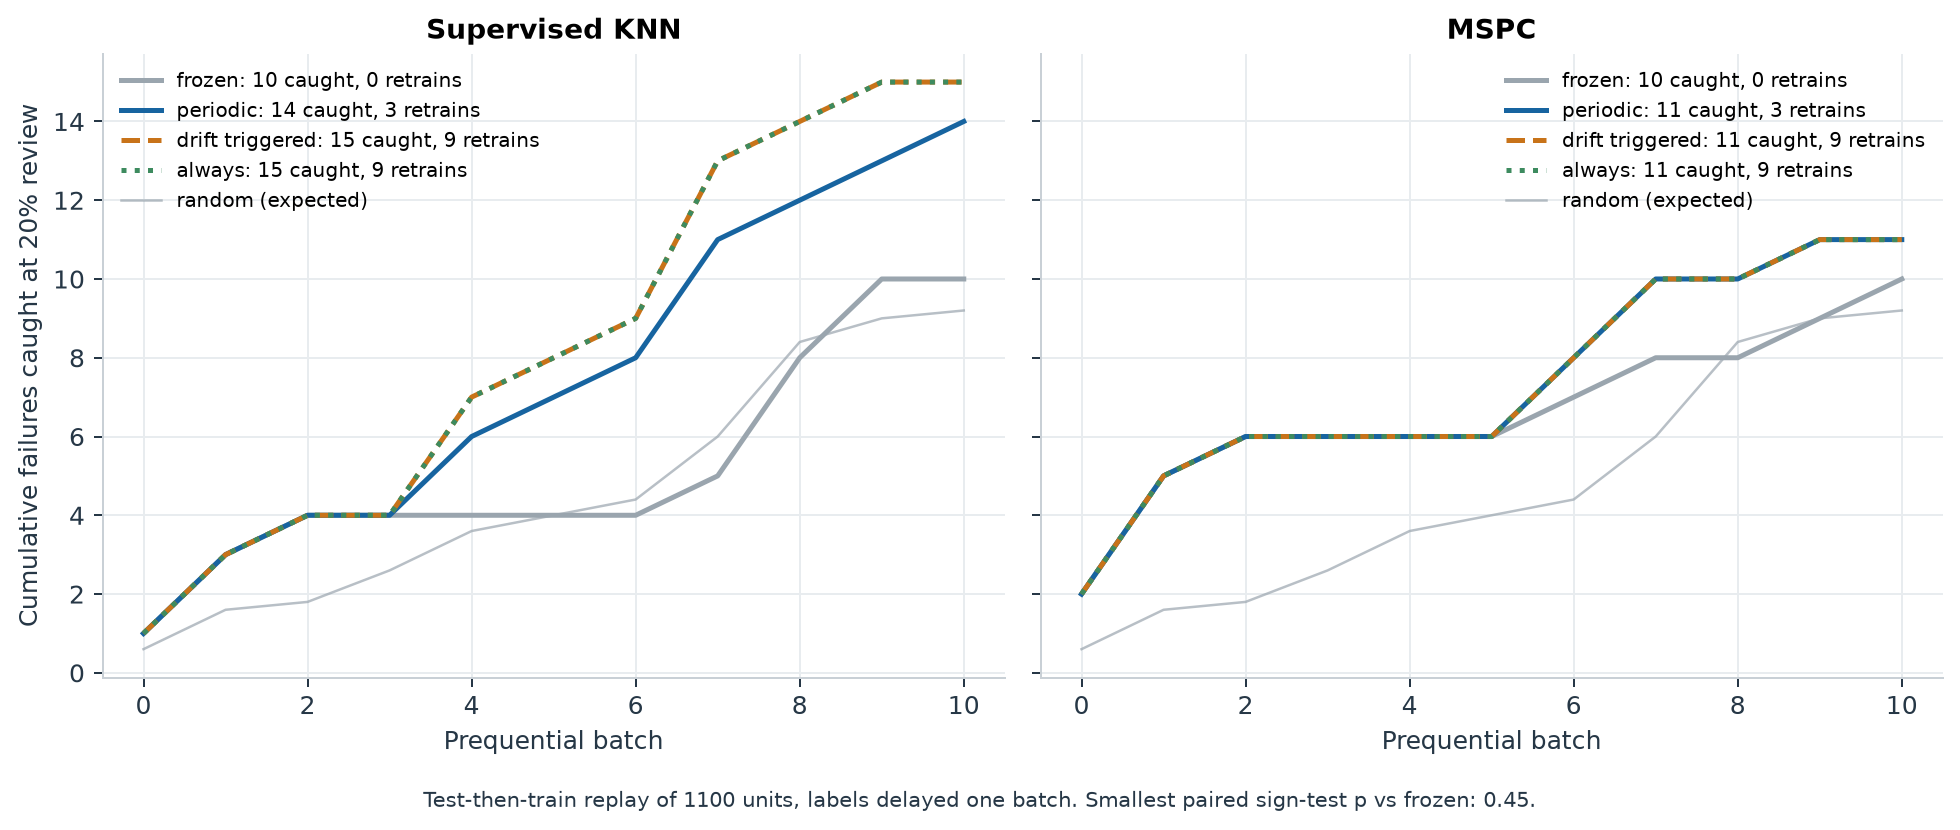 Supervised KNN
frozen: 10 caught, 0 retrains
periodic: 14 caught, 3 retrains
drift triggered: 15 caught, 9 retrains
always: 15 caught, 9 retrains
random (expected)
Cumulative failures caught at 20% review
14
12
10
8
6
4
2
0
0 2 4 6 8 10
Prequential batch
MSPC
frozen: 10 caught, 0 retrains
periodic: 11 caught, 3 retrains
drift triggered: 11 caught, 9 retrains
always: 11 caught, 9 retrains
random (expected)
0 2 4 6 8 10
Prequential batch
Test-then-train replay of 1100 units, labels delayed one batch. Smallest paired sign-test p vs frozen: 0.45.